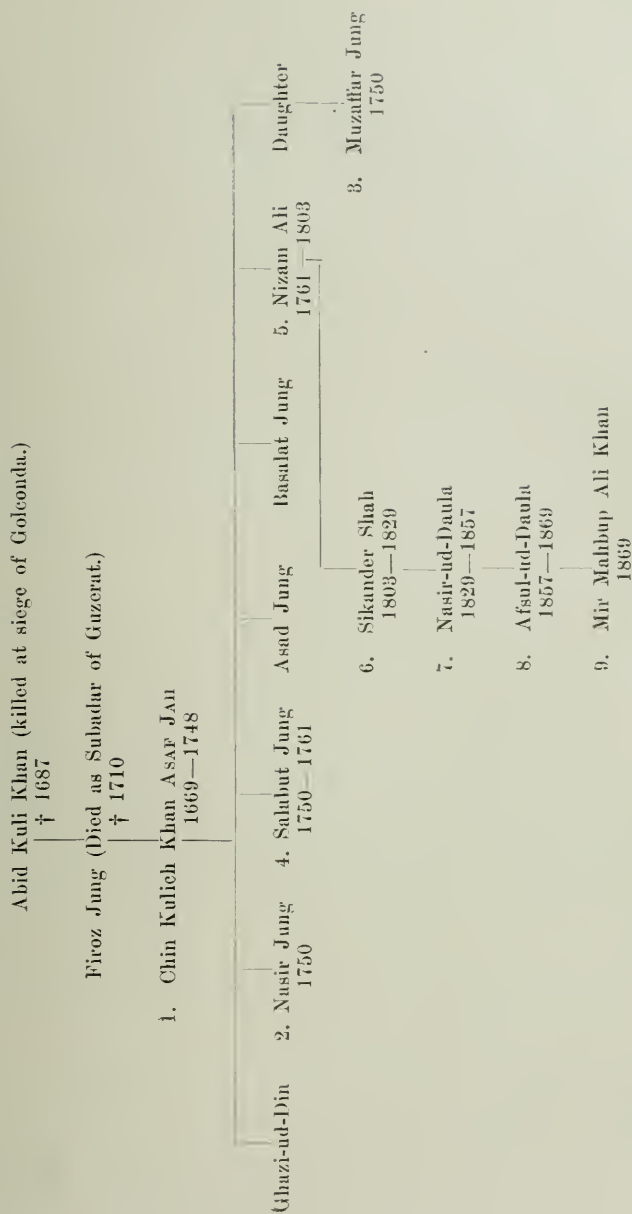 Abid Kuli Khan (killed at siege of Golconda.)
† 1687
Firoz Jung (Died as Subadar of Guzerat.)
† 1710
1. Chin Kulich Khan ASAF JAH
1669—1748
Ghazi-ud-Din
2. Nasir Jung
1750
4. Salabut Jung
1750—1761
Asad Jung
Basalat Jung
5. Nizam Ali
1761—1803
Daughter
3. Muzaffar Jung
1750
6. Sikander Shah
1803—1829
7. Nasir-ud-Daula
1829—1857
8. Afsul-ud-Daula
1857—1869
9. Mir Mahbup Ali Khan
1869